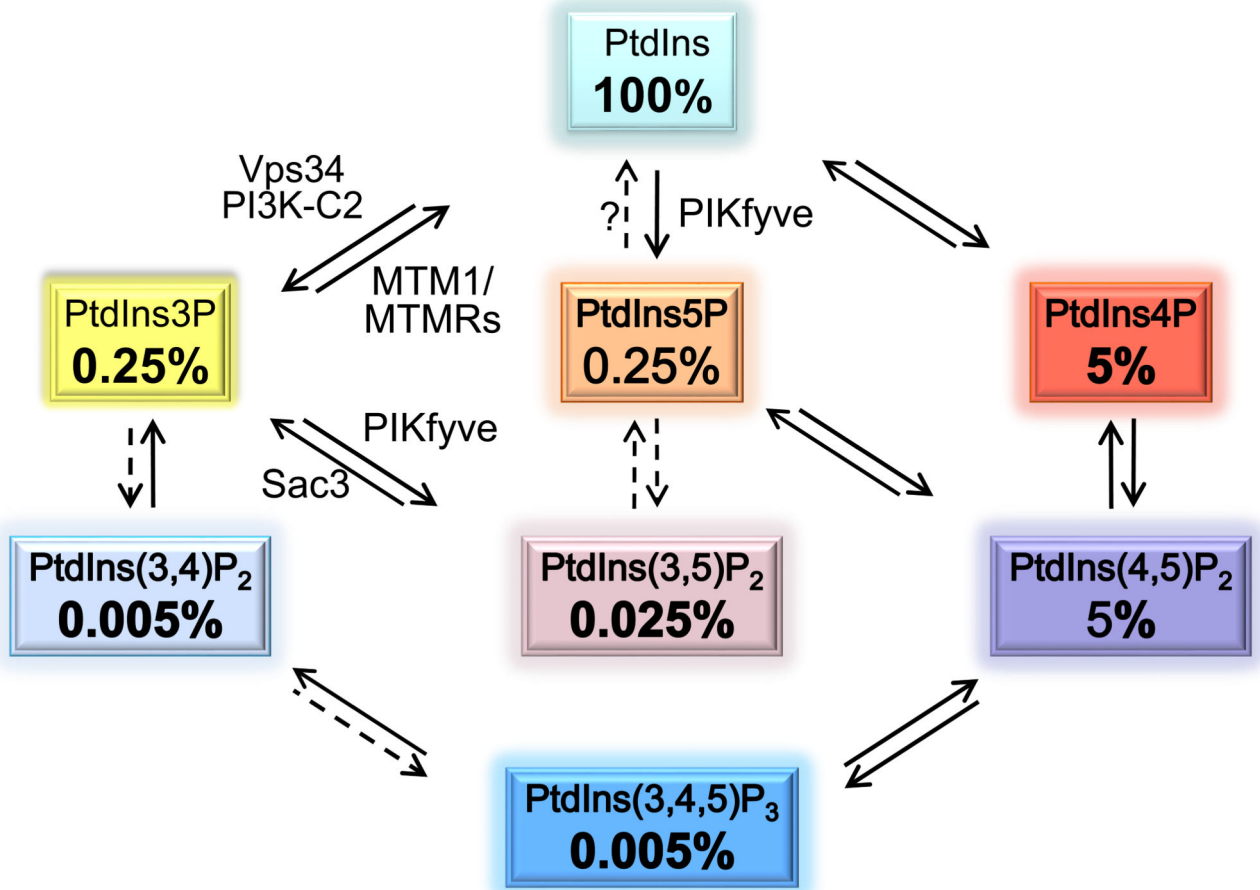 PtdIns
100%
Vps34
PI3K-C2
?
PIKfyve
MTM1/
MTMRs
PtdIns3P
0.25%
PtdIns5P
0.25%
PtdIns4P
5%
PIKfyve
Sac3
PtdIns(3,4)P₂
0.005%
PtdIns(3,5)P₂
0.025%
PtdIns(4,5)P₂
5%
PtdIns(3,4,5)P₃
0.005%